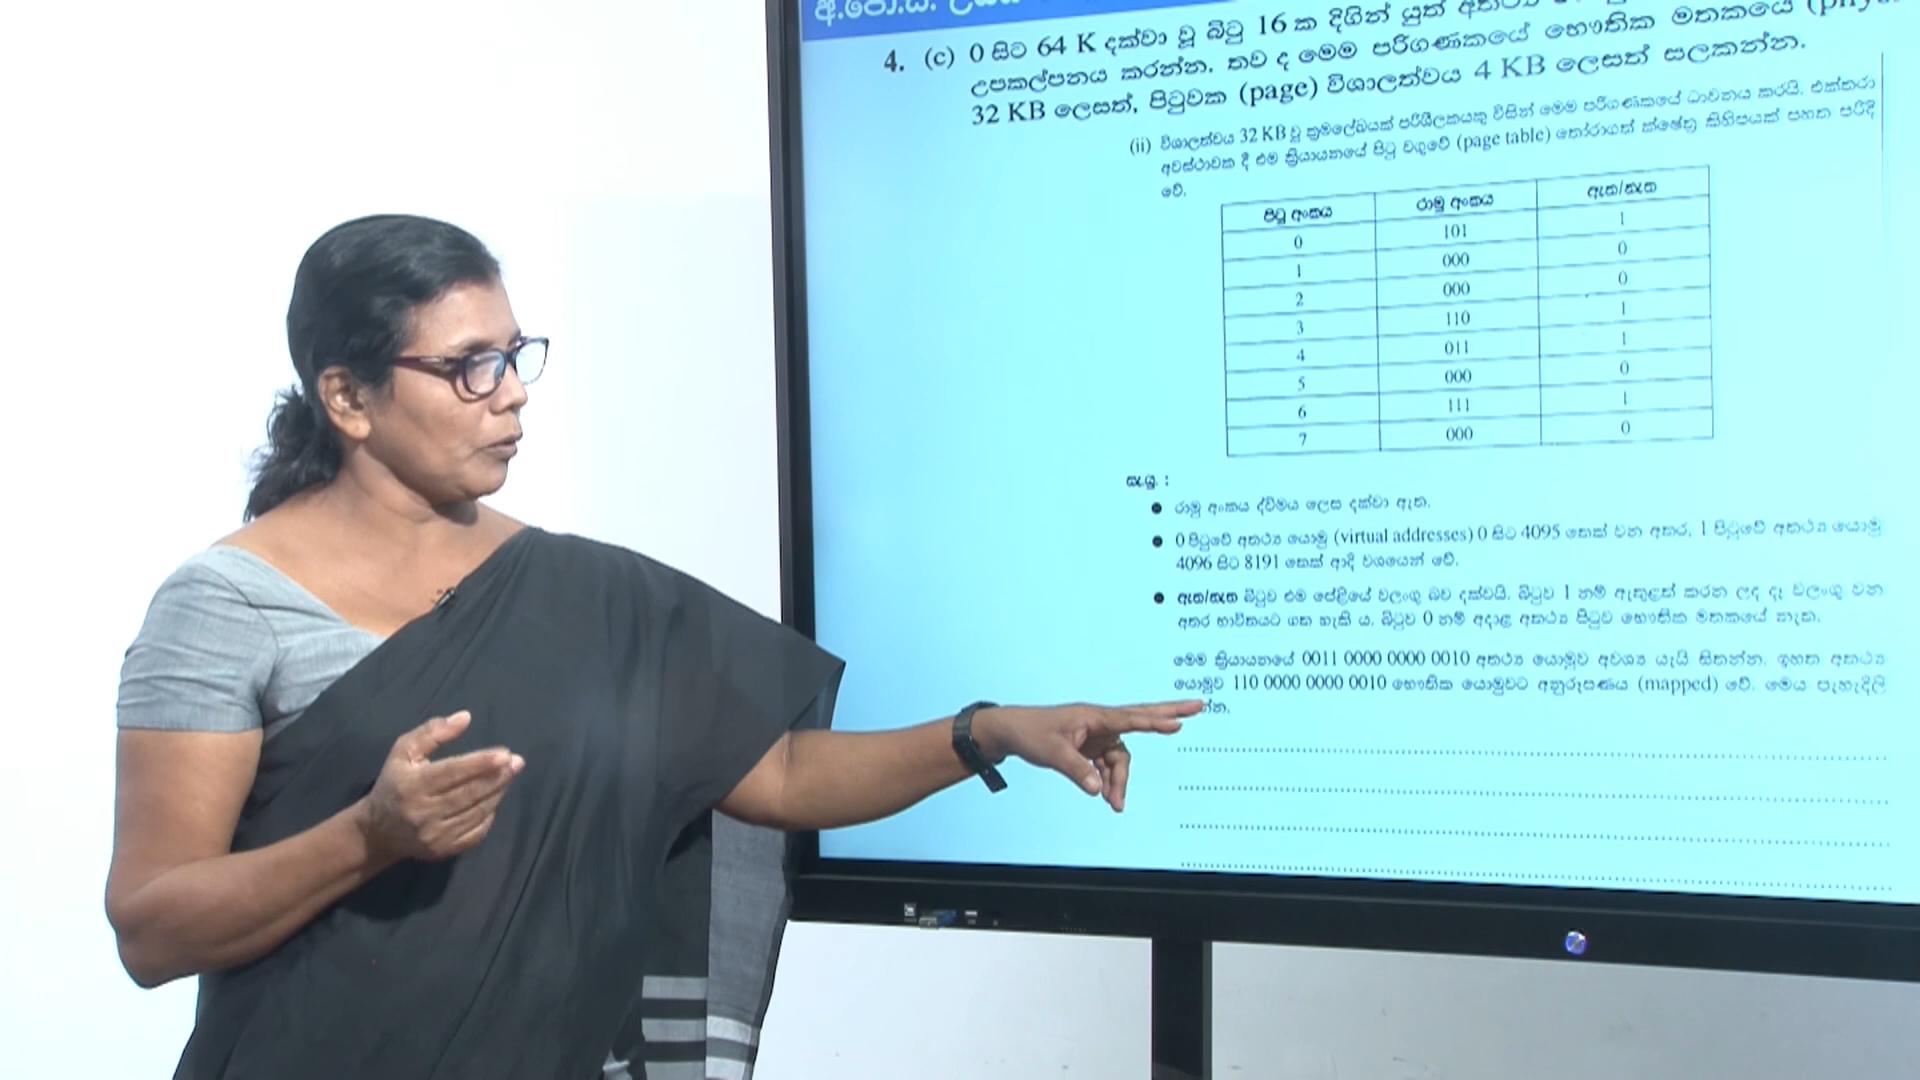 අ.පො.ස.
4. (c) 0 සිට 64 K දක්වා වූ බිටු 16 ක දිගින් යුත්
උපකල්පනය කරන්න. තව ද මෙම පරිගණකයේ භෞතික මතකයේ
32 KB ලෙසත්, පිටුවක (page) විශාලත්වය 4 KB ලෙසත් සලකන්න.
(ii) විශාලත්වය 32 KB වූ ක්‍රමලේඛයක් පරිශීලකයකු විසින් මෙම පරිගණකයේ ධාවනය කරයි. එක්තරා
අවස්ථාවක දී එම ක්‍රියායනයේ පිටු වගුවේ (page table) තෝරාගත් ක්ෂේත්‍ර කිහිපයක් පහත පරිදි
වේ.
පිටු අංකය රාමු අංකය ඇත/නැත
0 101 1
1 000 0
2 000 0
3 110 1
4 011 1
5 000 0
6 111 1
7 000 0
සැ.යු. :
● රාමු අංකය ද්විමය ලෙස දක්වා ඇත.
● 0 පිටුවේ අතථ්‍ය යොමු (virtual addresses) 0 සිට 4095 තෙක් වන අතර, 1 පිටුවේ අතථ්‍ය යොමු
4096 සිට 8191 තෙක් ආදී වශයෙන් වේ.
● ඇත/නැත බිටුව එම පේළියේ වලංගු බව දක්වයි. බිටුව 1 නම් ඇතුළත් කරන ලද දෑ වලංගු වන
අතර භාවිතයට ගත හැකි ය. බිටුව 0 නම් අදාළ අතථ්‍ය පිටුව භෞතික මතකයේ නැත.
මෙම ක්‍රියායනයේ 0011 0000 0000 0010 අතථ්‍ය යොමුව අවශ්‍ය යැයි සිතන්න. ඉහත අතථ්‍ය
යොමුව 110 0000 0000 0010 භෞතික යොමුවට අනුරූපණය (mapped) වේ. මෙය පැහැදිලි